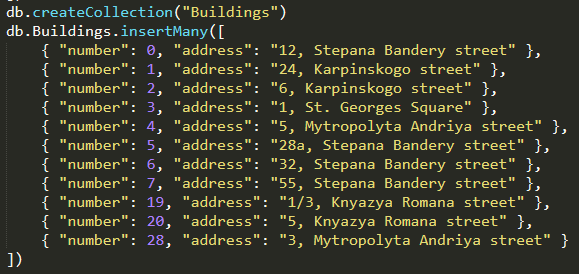 db.createCollection("Buildings")
db.Buildings.insertMany([
{ "number": 0, "address": "12, Stepana Bandery street" },
{ "number": 1, "address": "24, Karpinskogo street" },
{ "number": 2, "address": "6, Karpinskogo street" },
{ "number": 3, "address": "1, St. Georges Square" },
{ "number": 4, "address": "5, Mytropolyta Andriya street" },
{ "number": 5, "address": "28a, Stepana Bandery street" },
{ "number": 6, "address": "32, Stepana Bandery street" },
{ "number": 7, "address": "55, Stepana Bandery street" },
{ "number": 19, "address": "1/3, Knyazya Romana street" },
{ "number": 20, "address": "5, Knyazya Romana street" },
{ "number": 28, "address": "3, Mytropolyta Andriya street" }
])